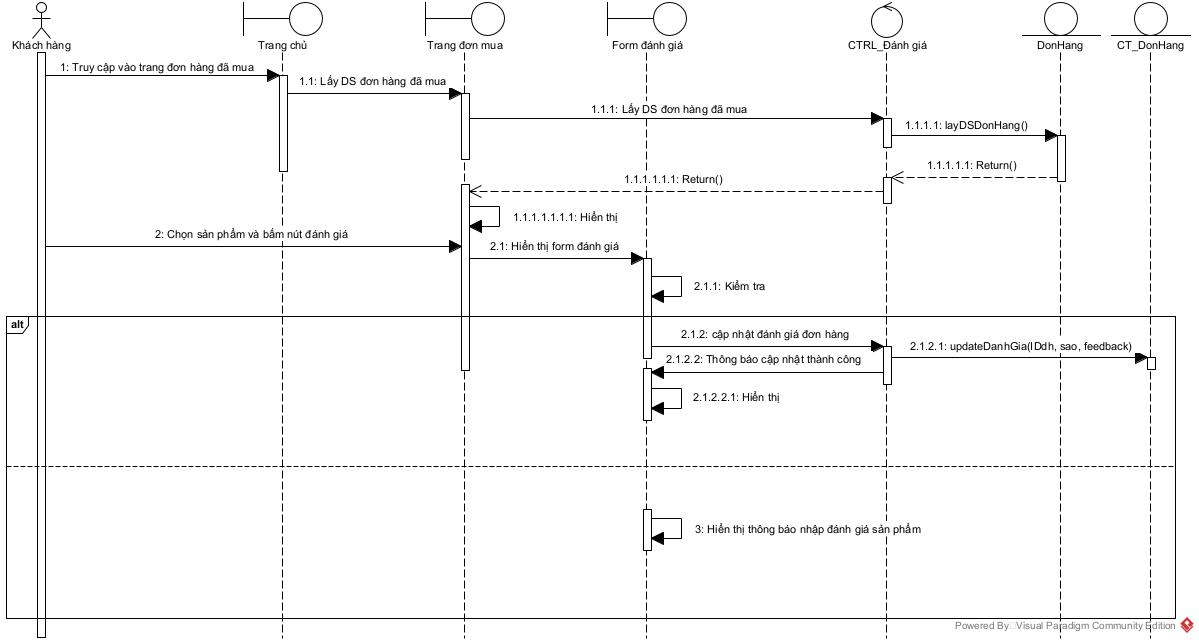 Khách hàng
Trang chủ
Trang đơn mua
Form đánh giá
CTRL_Đánh giá
DonHang
CT_DonHang
1: Truy cập vào trang đơn hàng đã mua
1.1: Lấy DS đơn hàng đã mua
1.1.1: Lấy DS đơn hàng đã mua
1.1.1.1: layDSDonHang()
1.1.1.1.1: Return()
1.1.1.1.1.1: Return()
1.1.1.1.1.1.1: Hiển thị
2: Chọn sản phẩm và bấm nút đánh giá
2.1: Hiển thị form đánh giá
2.1.1: Kiểm tra
alt
2.1.2: cập nhật đánh giá đơn hàng
2.1.2.1: updateDanhGia(IDdh, sao, feedback)
2.1.2.2: Thông báo cập nhật thành công
2.1.2.2.1: Hiển thị
3: Hiển thị thông báo nhập đánh giá sản phẩm
Powered By Visual Paradigm Community Edition